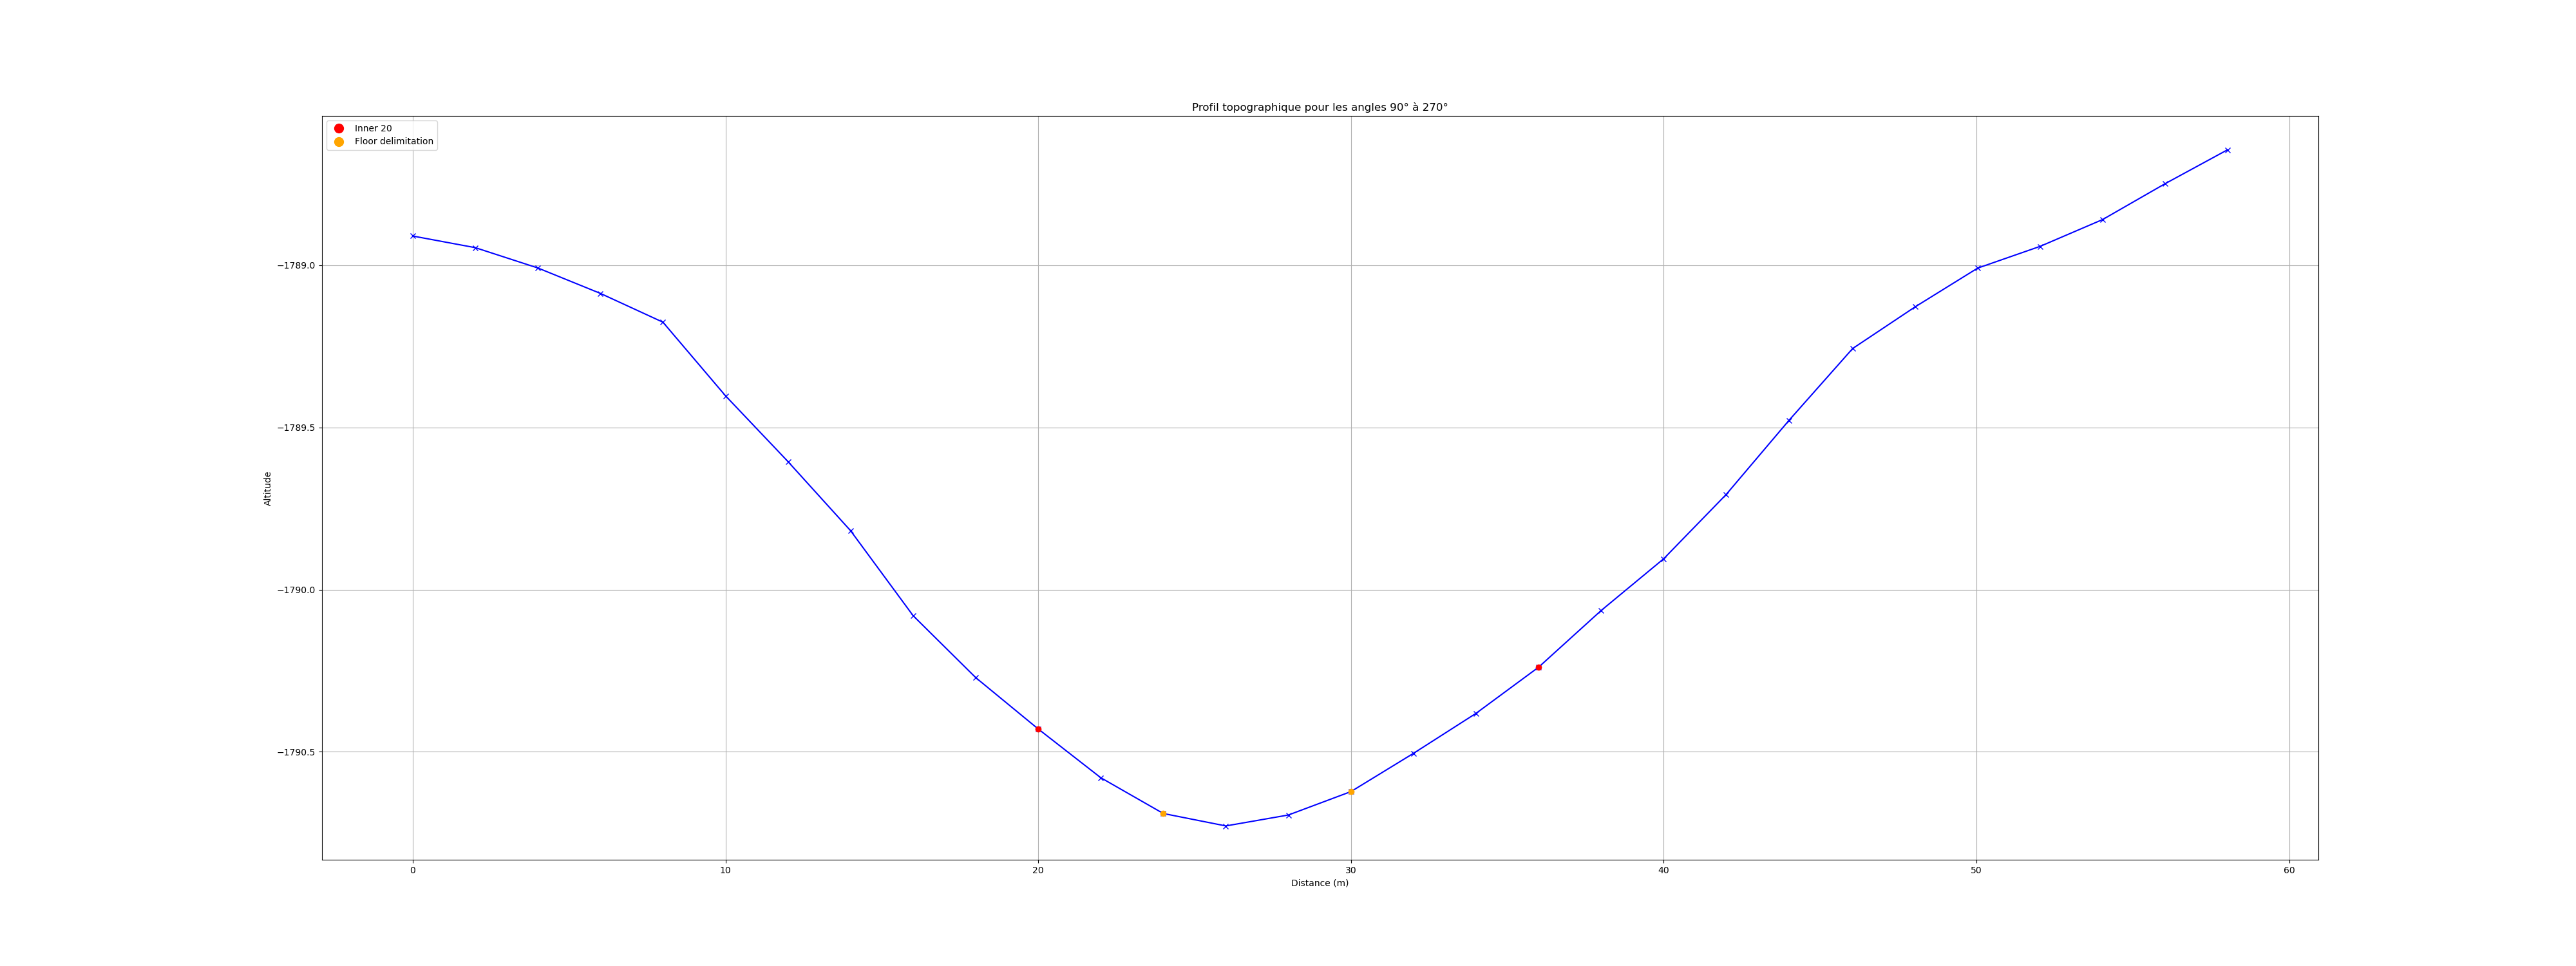 Profil topographique pour les angles 90° à 270°
Inner 20
Floor delimitation
−1789.0
−1789.5
−1790.0
−1790.5
Altitude
0 10 20 30 40 50 60
Distance (m)